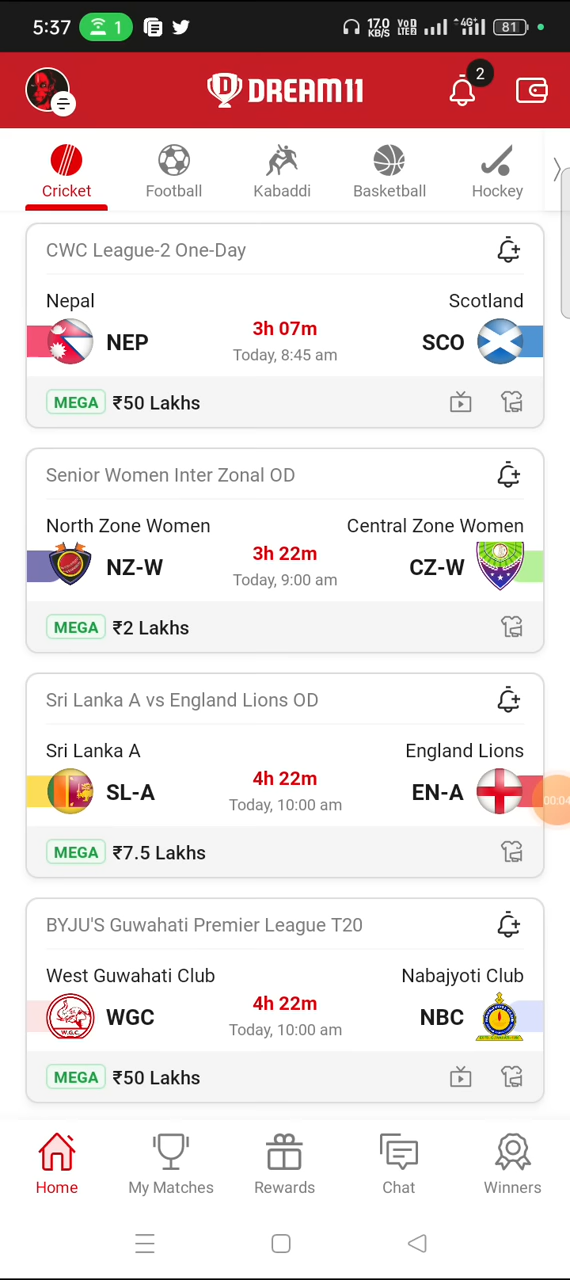 5:37 1 17.0 KB/S VoD LTE2 4G 81
DREAM11 2
Cricket Football Kabaddi Basketball Hockey
CWC League-2 One-Day
Nepal Scotland
NEP 3h 07m SCO
Today, 8:45 am
MEGA ₹50 Lakhs
Senior Women Inter Zonal OD
North Zone Women Central Zone Women
NZ-W 3h 22m CZ-W
Today, 9:00 am
MEGA ₹2 Lakhs
Sri Lanka A vs England Lions OD
Sri Lanka A England Lions
SL-A 4h 22m EN-A
00:04
Today, 10:00 am
MEGA ₹7.5 Lakhs
BYJU'S Guwahati Premier League T20
West Guwahati Club Nabajyoti Club
WGC 4h 22m NBC
W.G.C
Today, 10:00 am
MEGA ₹50 Lakhs
Home My Matches Rewards Chat Winners